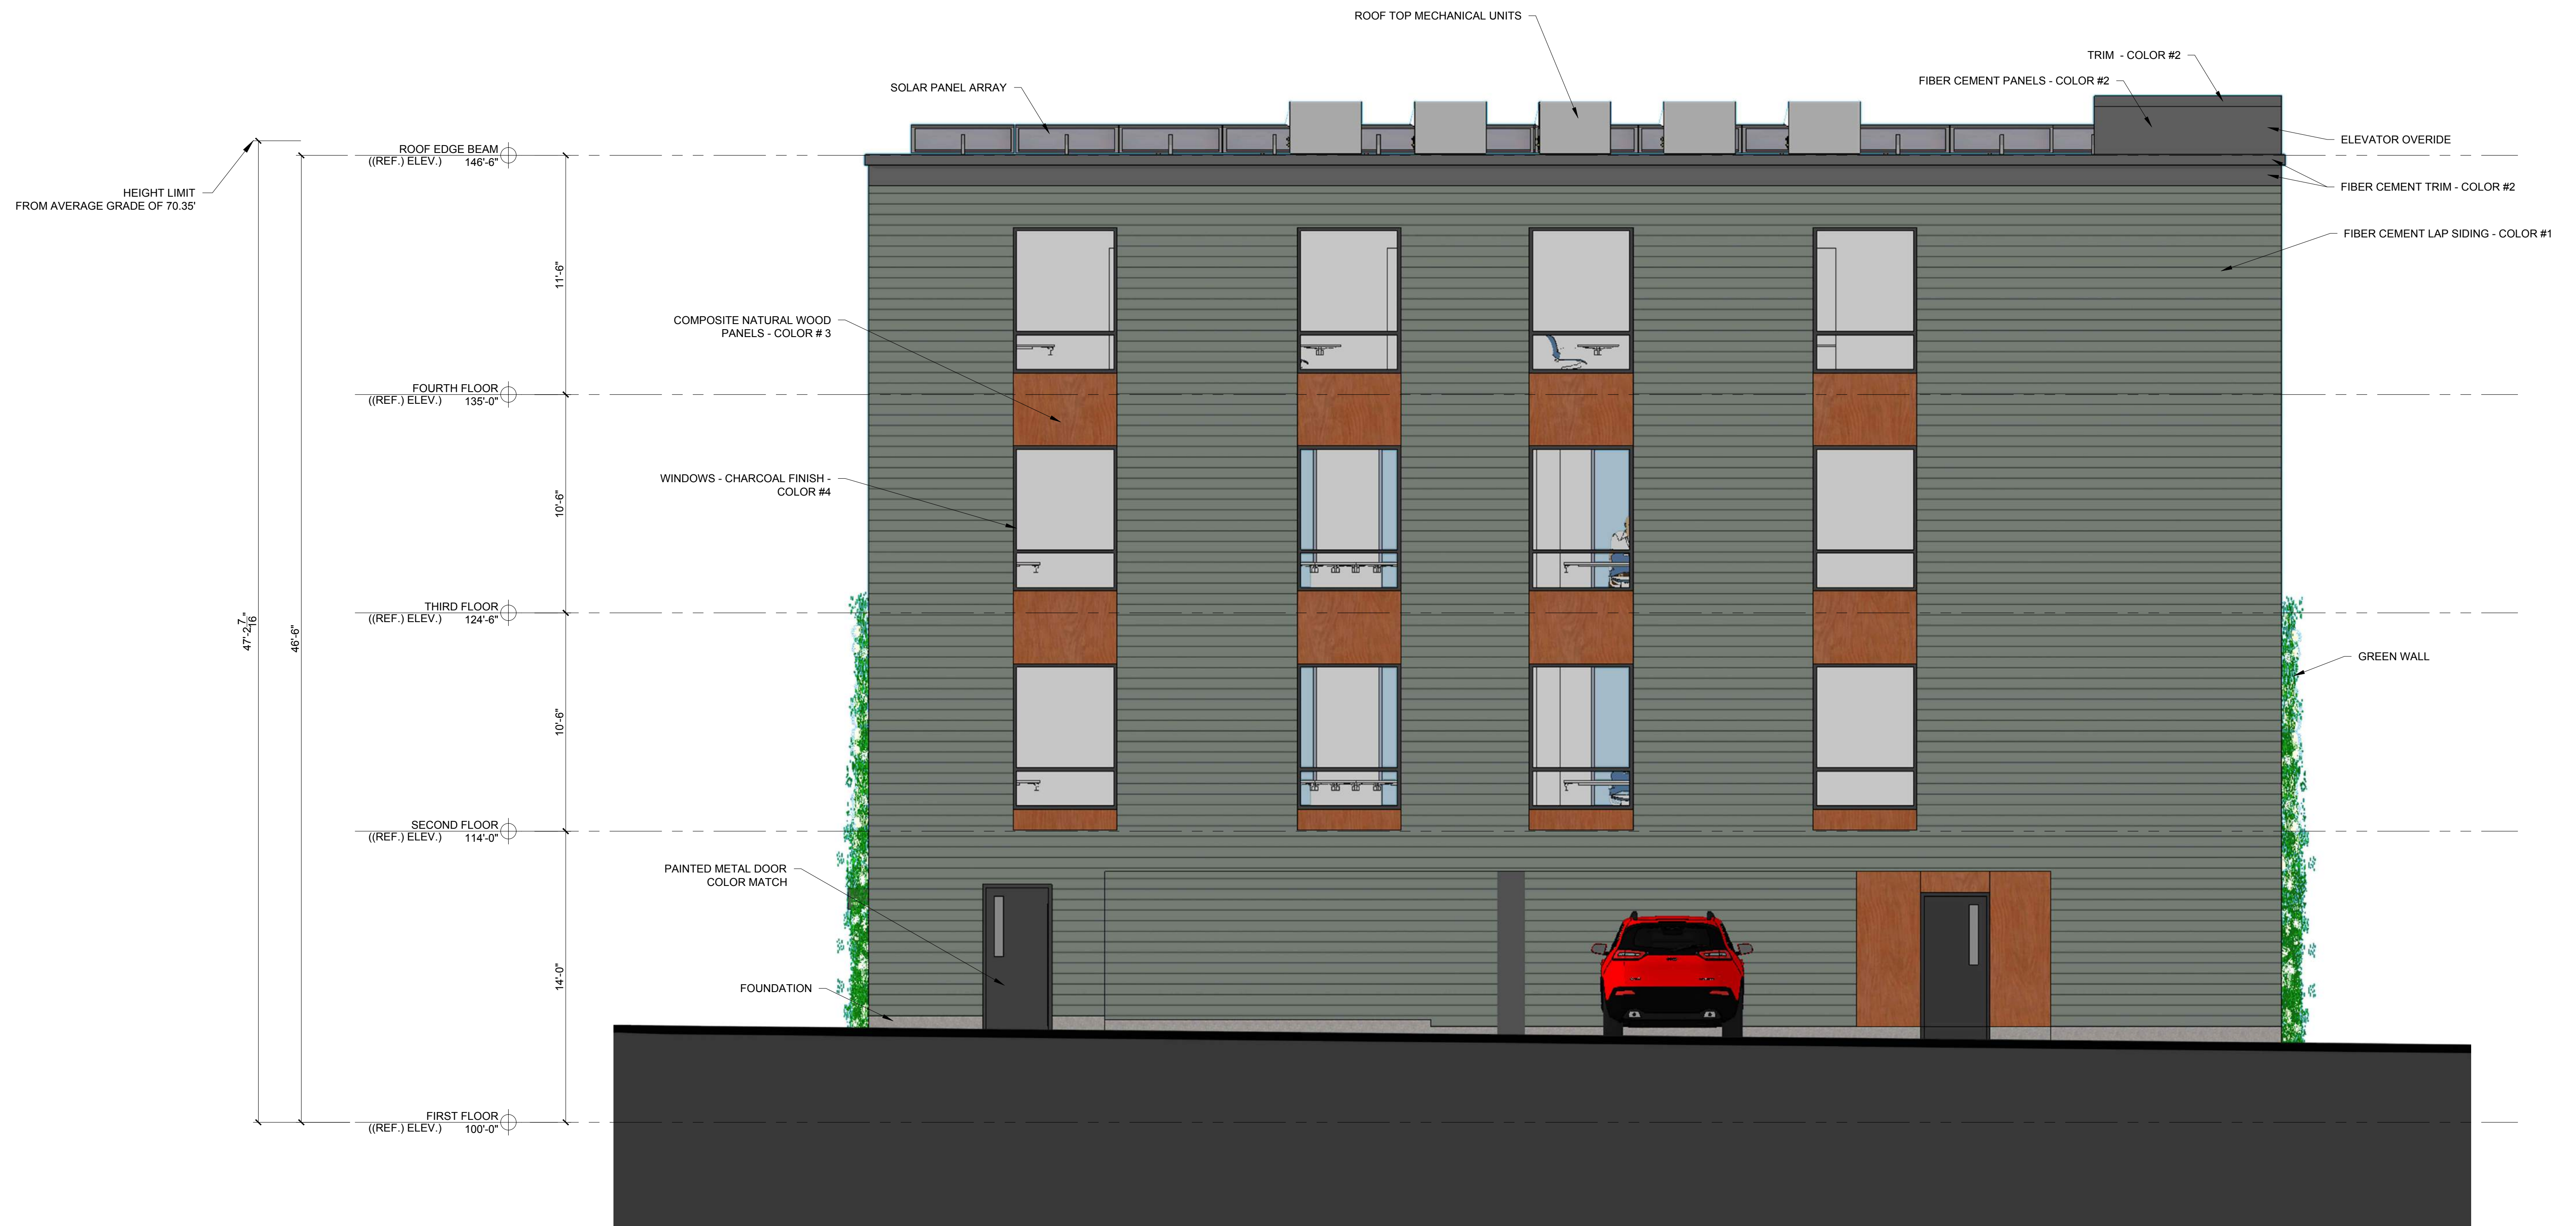 ROOF TOP MECHANICAL UNITS
TRIM - COLOR #2
FIBER CEMENT PANELS - COLOR #2
SOLAR PANEL ARRAY
ELEVATOR OVERIDE
ROOF EDGE BEAM
((REF.) ELEV.) 146'-6"
HEIGHT LIMIT
FROM AVERAGE GRADE OF 70.35'
FIBER CEMENT TRIM - COLOR #2
FIBER CEMENT LAP SIDING - COLOR #1
11'-6"
COMPOSITE NATURAL WOOD
PANELS - COLOR # 3
FOURTH FLOOR
((REF.) ELEV.) 135'-0"
WINDOWS - CHARCOAL FINISH -
COLOR #4
10'-6"
THIRD FLOOR
((REF.) ELEV.) 124'-6"
47'-2 7/16"
46'-6"
GREEN WALL
10'-6"
SECOND FLOOR
((REF.) ELEV.) 114'-0"
PAINTED METAL DOOR
COLOR MATCH
14'-0"
FOUNDATION
FIRST FLOOR
((REF.) ELEV.) 100'-0"